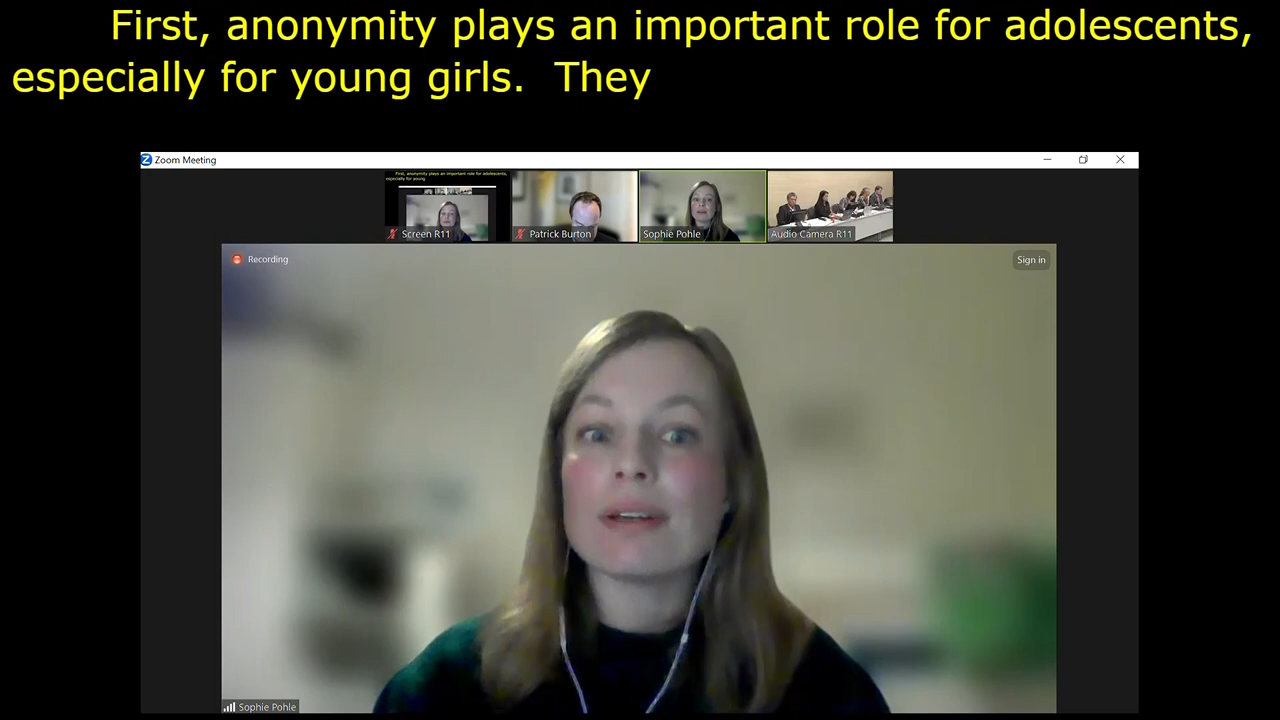 First, anonymity plays an important role for adolescents,
especially for young girls.  They
Zoom Meeting
First, anonymity plays an important role for adolescents,
especially for young
Screen R11
Patrick Burton
Sophie Pohle
Audio Camera R11
Recording
Sign in
Sophie Pohle